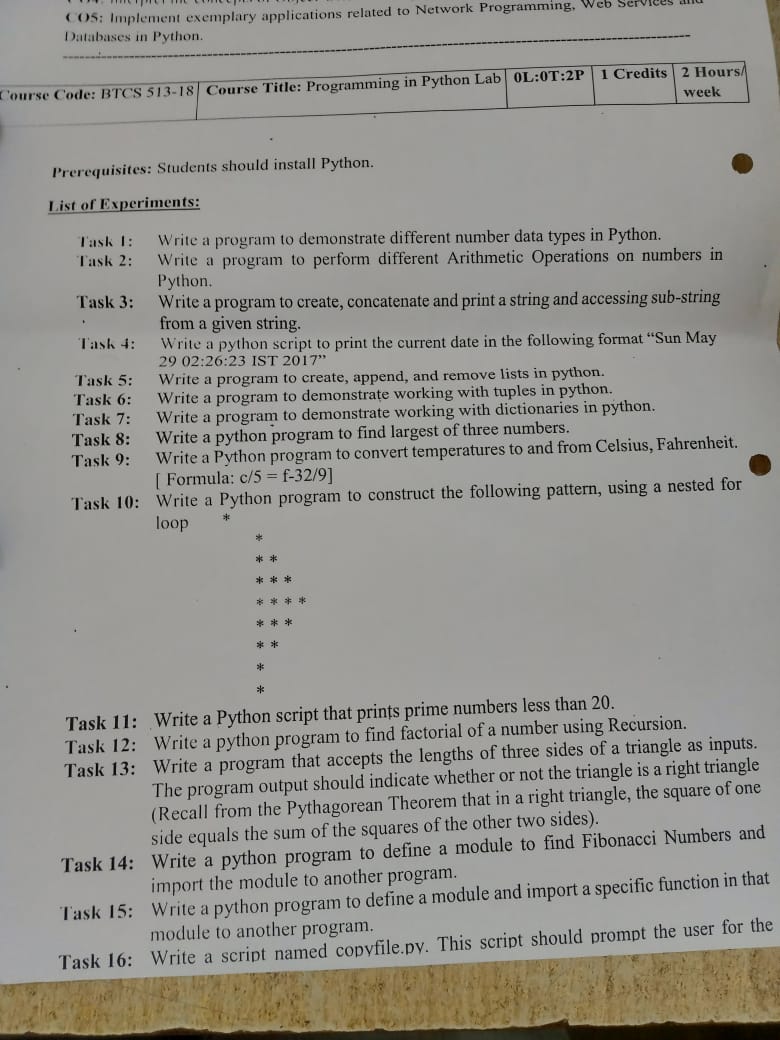 CO5: Implement exemplary applications related to Network Programming, Web Services and
Databases in Python.
Course Code: BTCS 513-18 Course Title: Programming in Python Lab 0L:0T:2P 1 Credits 2 Hours/
week
Prerequisites: Students should install Python.
List of Experiments:
Task 1: Write a program to demonstrate different number data types in Python.
Task 2: Write a program to perform different Arithmetic Operations on numbers in
Python.
Task 3: Write a program to create, concatenate and print a string and accessing sub-string
from a given string.
Task 4: Write a python script to print the current date in the following format “Sun May
29 02:26:23 IST 2017”
Task 5: Write a program to create, append, and remove lists in python.
Task 6: Write a program to demonstrate working with tuples in python.
Task 7: Write a program to demonstrate working with dictionaries in python.
Task 8: Write a python program to find largest of three numbers.
Task 9: Write a Python program to convert temperatures to and from Celsius, Fahrenheit.
[ Formula: c/5 = f-32/9]
Task 10: Write a Python program to construct the following pattern, using a nested for
loop *
*
* *
* * *
* * * *
* * *
* *
*
*
Task 11: Write a Python script that prints prime numbers less than 20.
Task 12: Write a python program to find factorial of a number using Recursion.
Task 13: Write a program that accepts the lengths of three sides of a triangle as inputs.
The program output should indicate whether or not the triangle is a right triangle
(Recall from the Pythagorean Theorem that in a right triangle, the square of one
side equals the sum of the squares of the other two sides).
Task 14: Write a python program to define a module to find Fibonacci Numbers and
import the module to another program.
Task 15: Write a python program to define a module and import a specific function in that
module to another program.
Task 16: Write a script named copyfile.py. This script should prompt the user for the